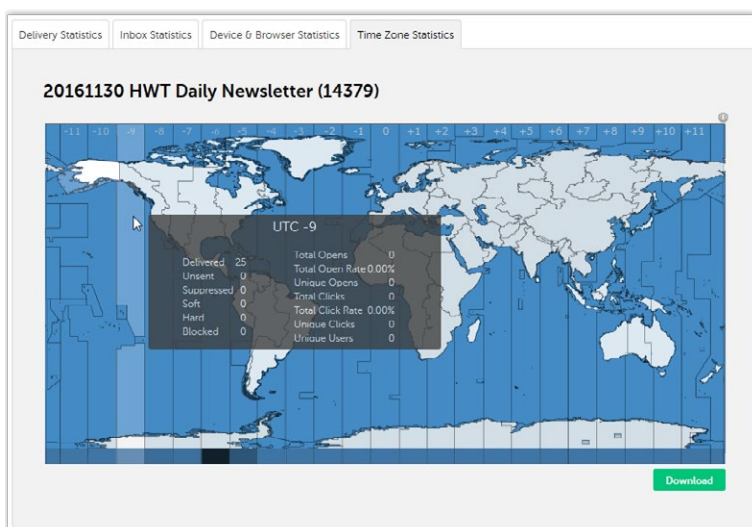 Delivery Statistics Inbox Statistics Device & Browser Statistics Time Zone Statistics
20161130 HWT Daily Newsletter (14379)
-11 -10 -9 -8 -7 -6 -5 -4 -3 -2 -1 0 +1 +2 +3 +4 +5 +6 +7 +8 +9 +10 +11
UTC -9
Delivered 25
Unsent 0
Suppressed 0
Soft 0
Hard 0
Blocked 0
Total Opens 0
Total Open Rate 0.00%
Unique Opens 0
Total Clicks 0
Total Click Rate 0.00%
Unique Clicks 0
Unique Users 0
Download